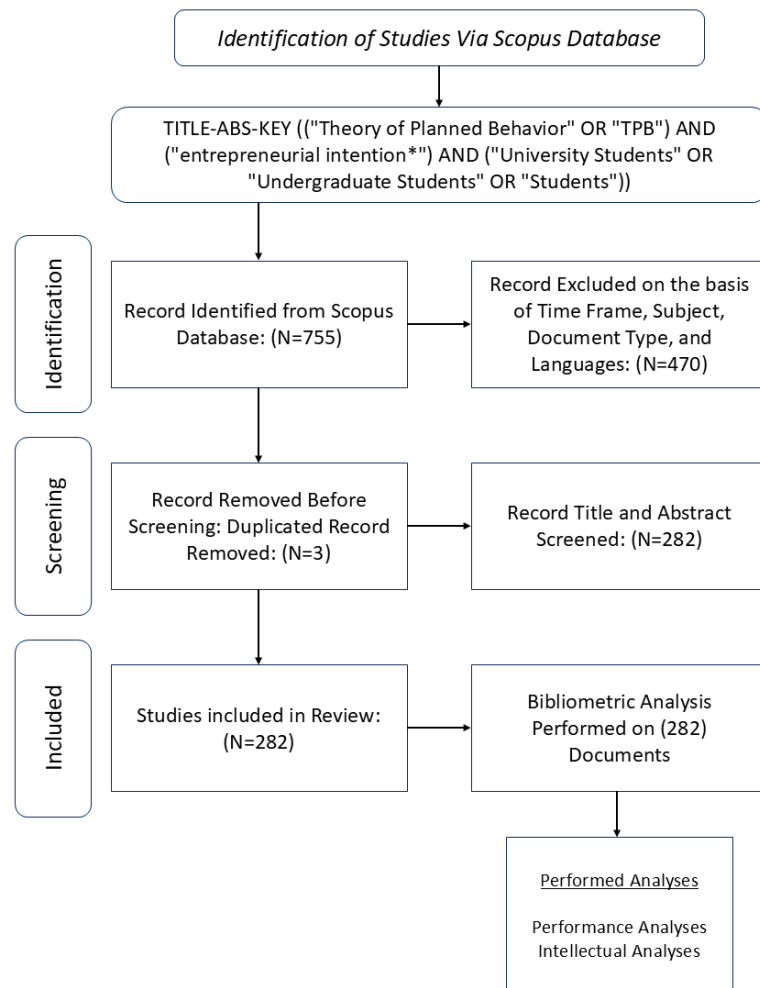 Identification of Studies Via Scopus Database
TITLE-ABS-KEY (("Theory of Planned Behavior" OR "TPB") AND
("entrepreneurial intention*") AND ("University Students" OR
"Undergraduate Students" OR "Students"))
Identification
Record Identified from Scopus
Database: (N=755)
Record Excluded on the basis
of Time Frame, Subject,
Document Type, and
Languages: (N=470)
Screening
Record Removed Before
Screening: Duplicated Record
Removed: (N=3)
Record Title and Abstract
Screened: (N=282)
Included
Studies included in Review:
(N=282)
Bibliometric Analysis
Performed on (282)
Documents
Performed Analyses
Performance Analyses
Intellectual Analyses